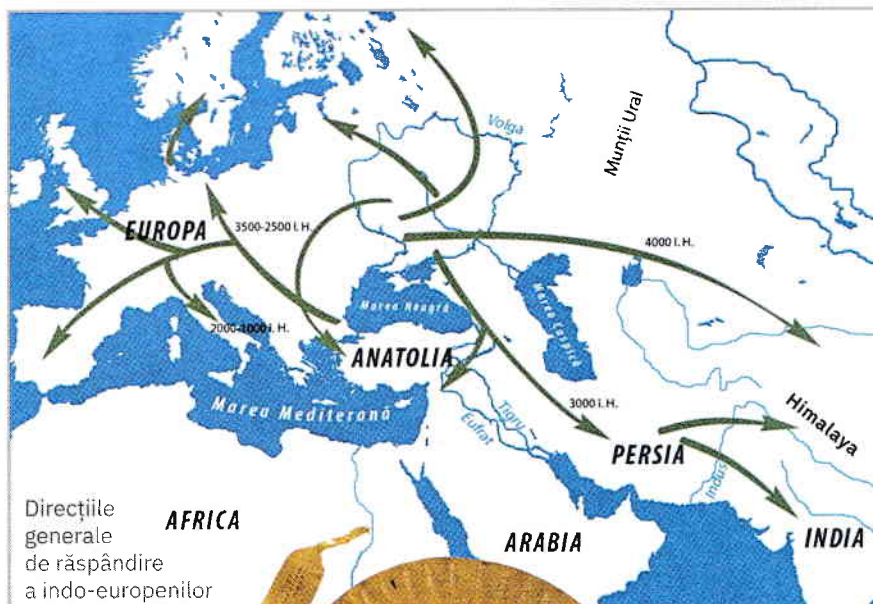 Volga
Munții Ural
EUROPA
3500-2500 î.H.
4000 î.H.
Marea Neagră
Marea Caspică
2000-1000 î.H.
ANATOLIA
3000 î.H.
Marea Mediterană
Tigru
Eufrat
Himalaya
PERSIA
Indus
INDIA
AFRICA
ARABIA
Direcțiile
generale
de răspândire
a indo-europenilor